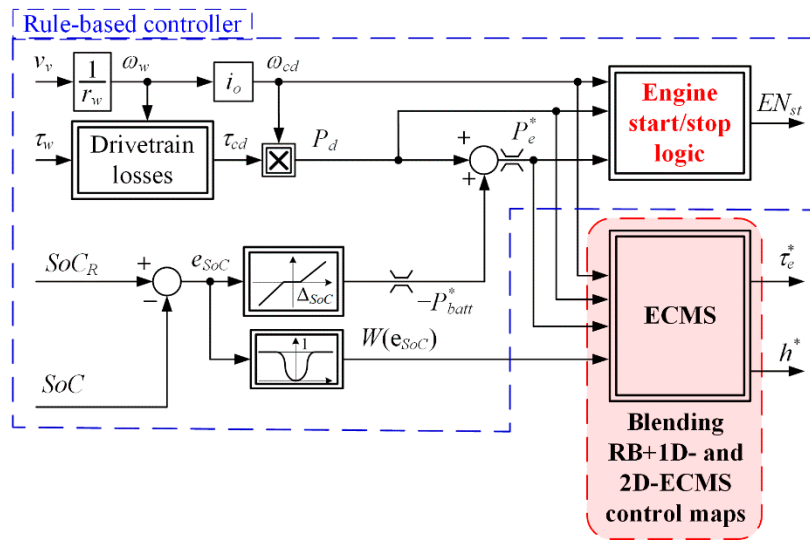 Rule-based controller
v_v
1
r_w
ω_w
i_o
ω_cd
Engine
start/stop
logic
EN_st
τ_w
Drivetrain
losses
τ_cd
×
P_d
+
+
P_e^*
SoC_R
+
−
e_SoC
Δ_SoC
−P_batt^*
1
W(e_SoC)
SoC
ECMS
τ_e^*
h^*
Blending
RB+1D- and
2D-ECMS
control maps